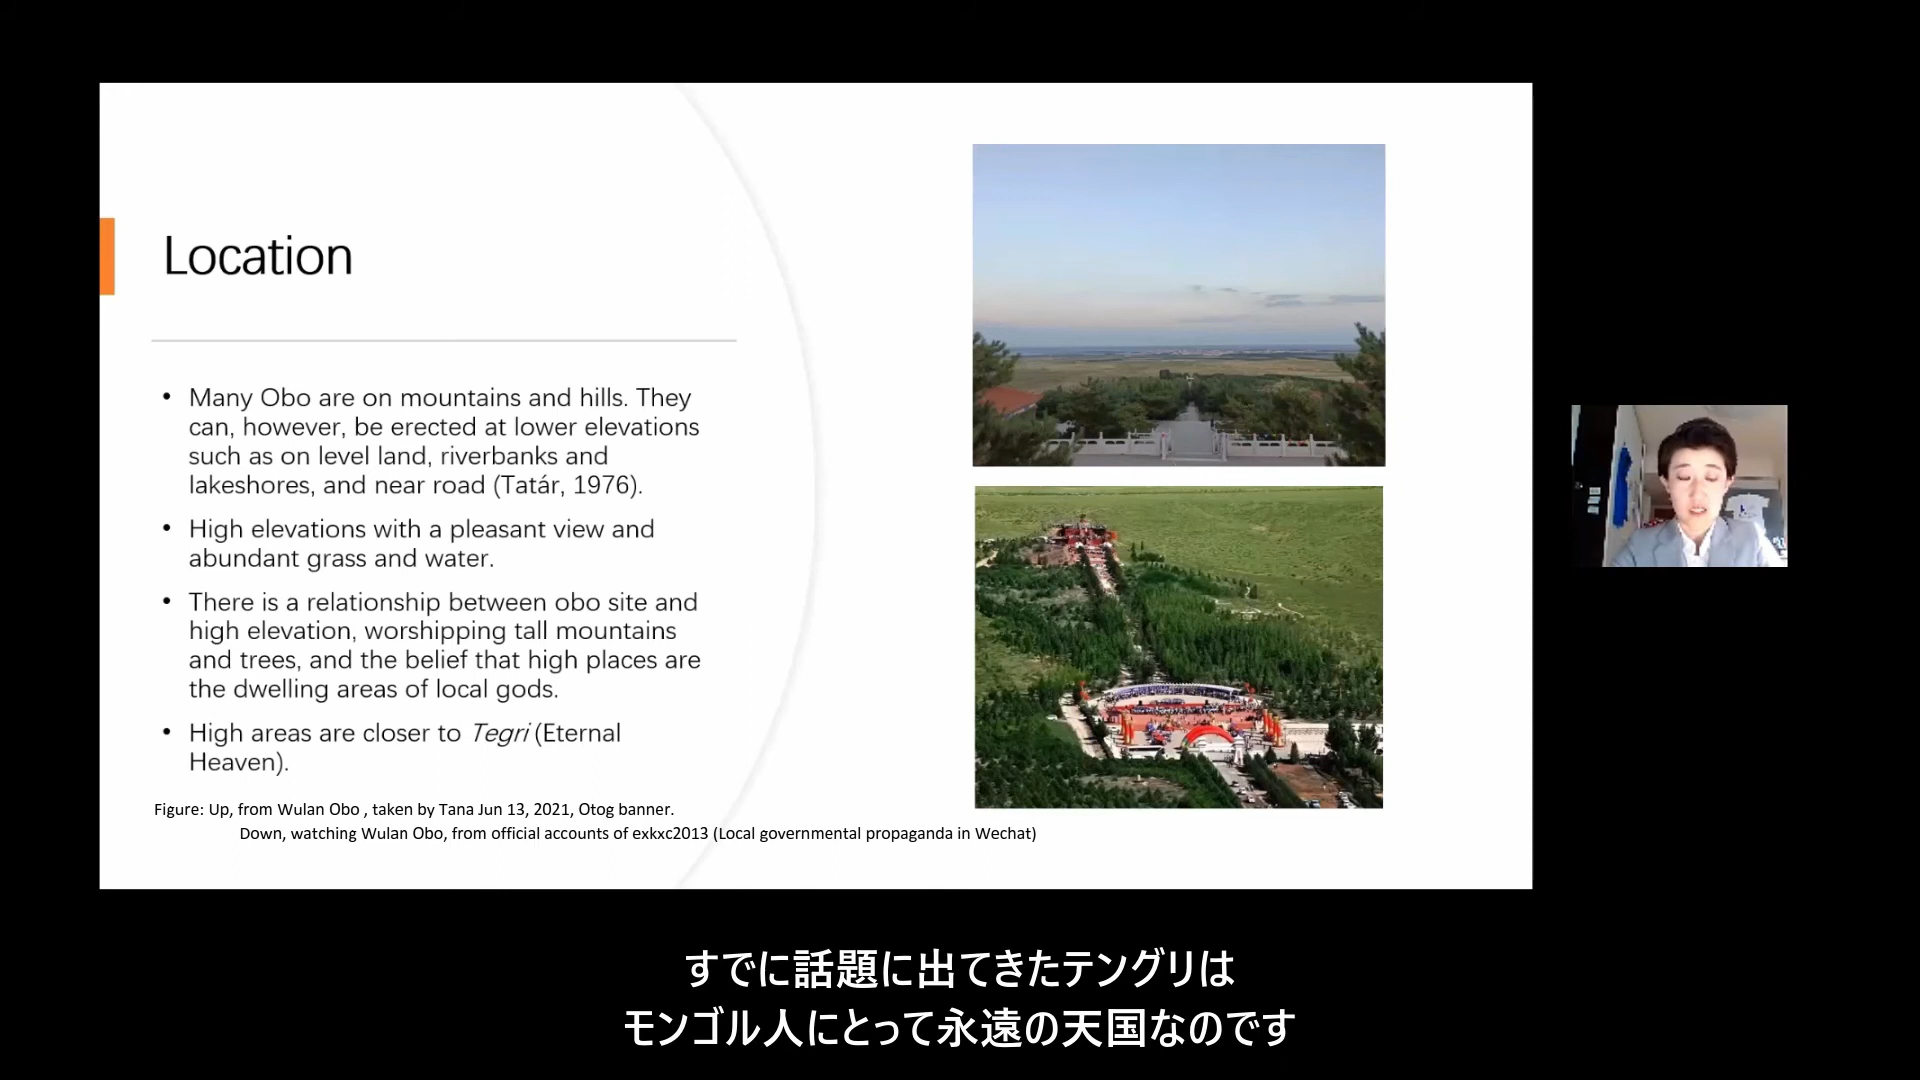 Location
• Many Obo are on mountains and hills. They
can, however, be erected at lower elevations
such as on level land, riverbanks and
lakeshores, and near road (Tatár, 1976).
• High elevations with a pleasant view and
abundant grass and water.
• There is a relationship between obo site and
high elevation, worshipping tall mountains
and trees, and the belief that high places are
the dwelling areas of local gods.
• High areas are closer to Tegri (Eternal
Heaven).
Figure: Up, from Wulan Obo , taken by Tana Jun 13, 2021, Otog banner.
Down, watching Wulan Obo, from official accounts of exkxc2013 (Local governmental propaganda in Wechat)
すでに話題に出てきたテングリは
モンゴル人にとって永遠の天国なのです